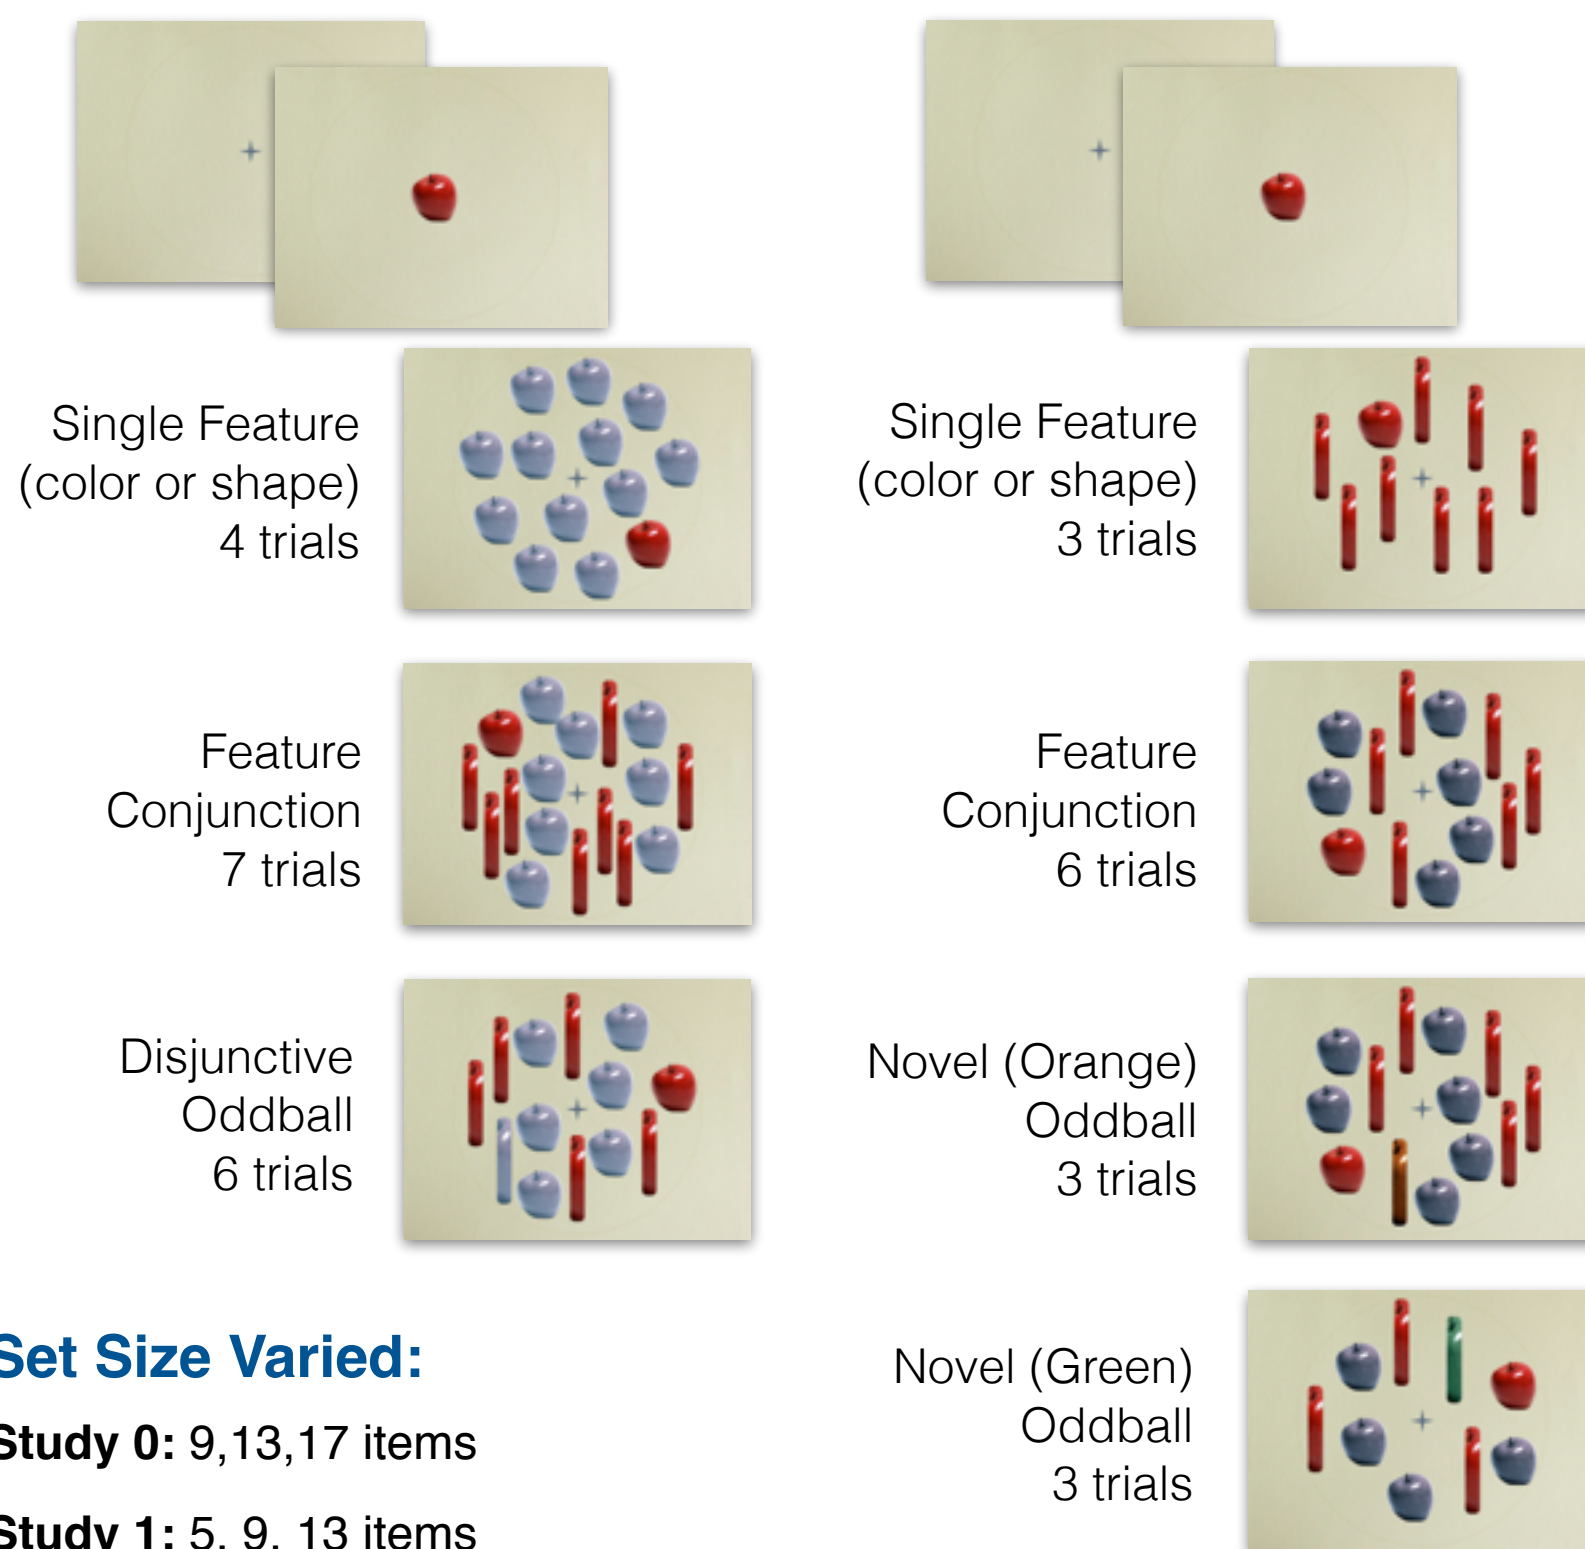 Single Feature
(color or shape)
4 trials
Feature
Conjunction
7 trials
Disjunctive
Oddball
6 trials
Set Size Varied:
Study 0: 9,13,17 items
Study 1: 5, 9, 13 items
Single Feature
(color or shape)
3 trials
Feature
Conjunction
6 trials
Novel (Orange)
Oddball
3 trials
Novel (Green)
Oddball
3 trials